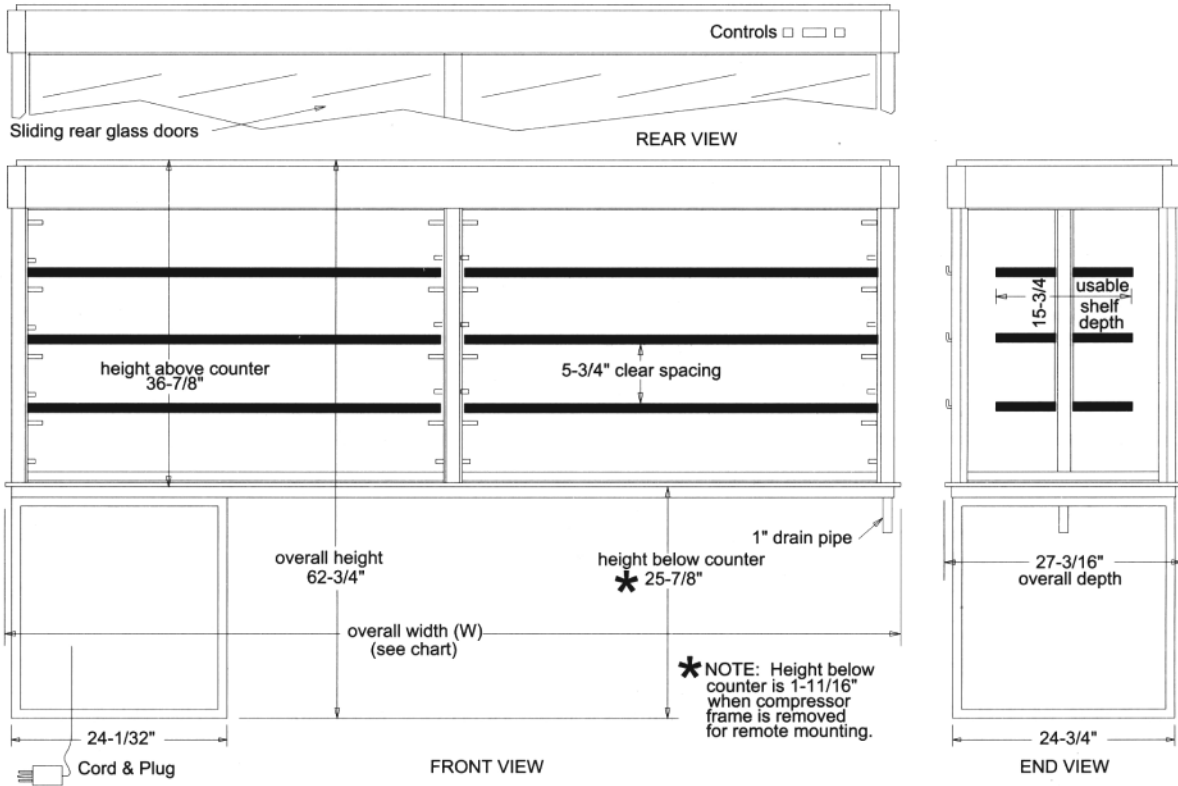 Controls
Sliding rear glass doors
REAR VIEW
height above counter
36-7/8"
5-3/4" clear spacing
15-3/4
usable
shelf
depth
overall height
62-3/4"
height below counter
* 25-7/8"
1" drain pipe
27-3/16"
overall depth
overall width (W)
(see chart)
* NOTE: Height below
counter is 1-11/16"
when compressor
frame is removed
for remote mounting.
24-1/32"
24-3/4"
Cord & Plug
FRONT VIEW
END VIEW